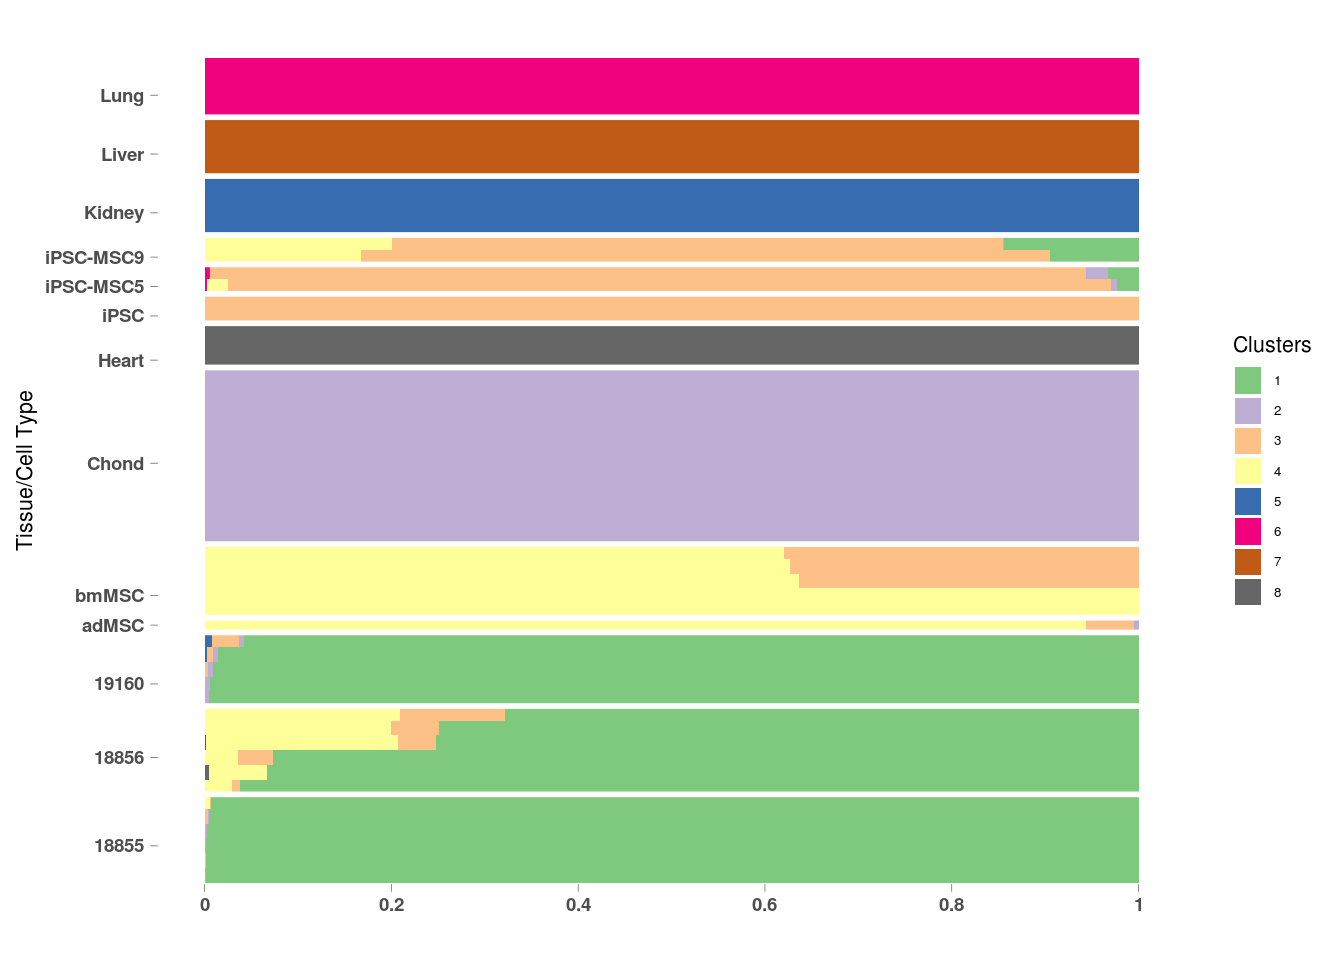 Lung
Liver
Kidney
iPSC-MSC9
iPSC-MSC5
iPSC
Heart
Chond
bmMSC
adMSC
19160
18856
18855
Tissue/Cell Type
0 0.2 0.4 0.6 0.8 1
Clusters
1
2
3
4
5
6
7
8